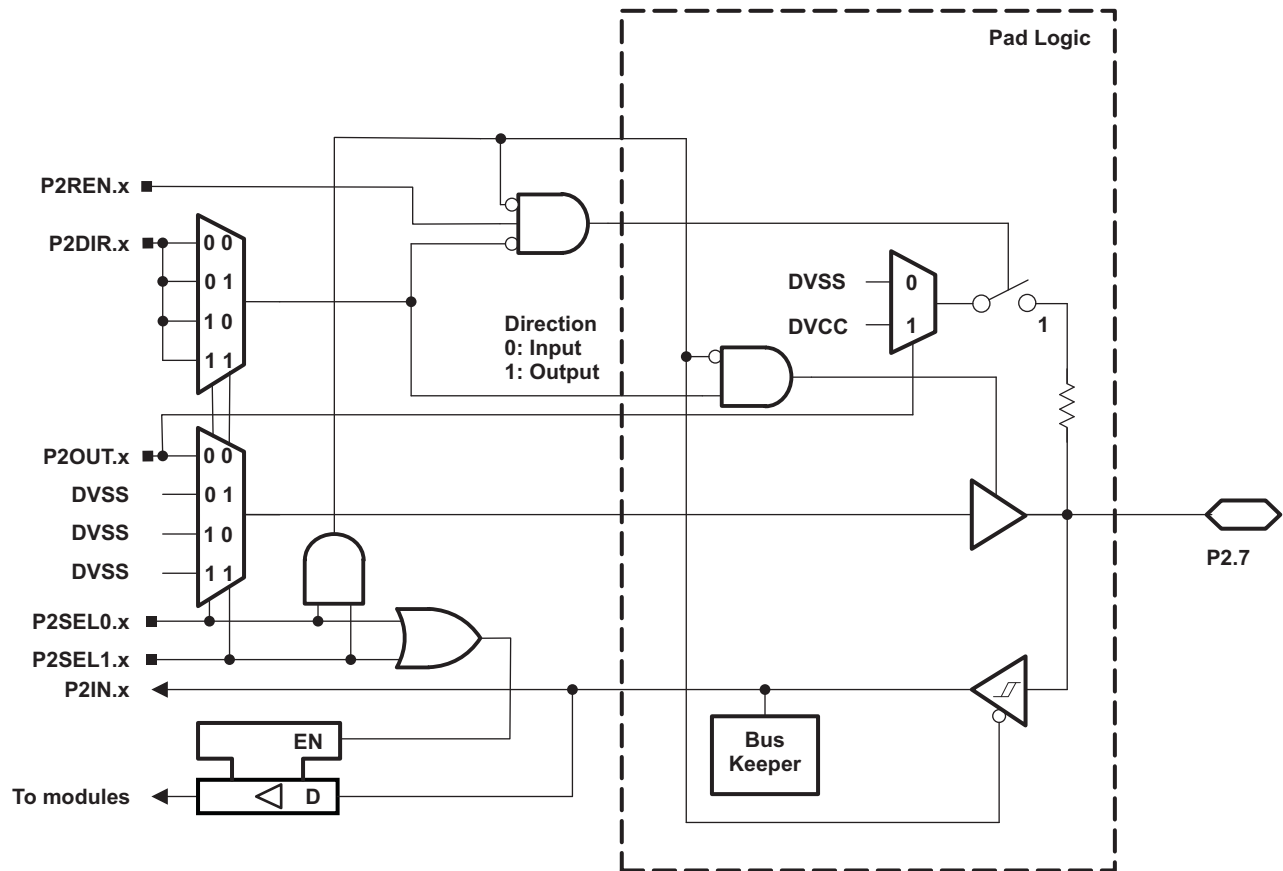 Pad Logic
P2REN.x
P2DIR.x
0 0
0 1
1 0
1 1
Direction
0: Input
1: Output
DVSS
DVCC
0
1
1
P2OUT.x
DVSS
DVSS
DVSS
0 0
0 1
1 0
1 1
P2.7
P2SEL0.x
P2SEL1.x
P2IN.x
EN
D
To modules
Bus
Keeper